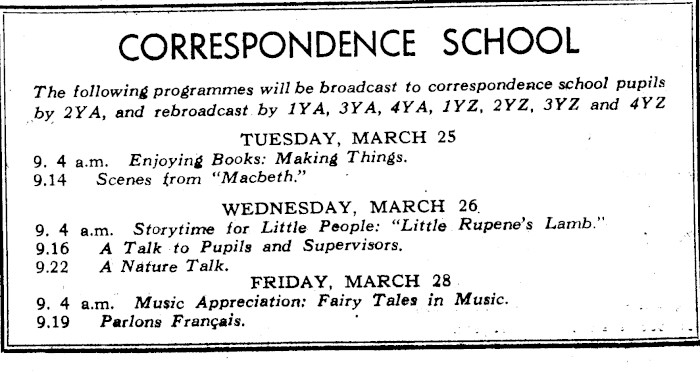 CORRESPONDENCE SCHOOL
The following programmes will be broadcast to correspondence school pupils
by 2YA, and rebroadcast by 1YA, 3YA, 4YA, 1YZ, 2YZ, 3YZ and 4YZ
TUESDAY, MARCH 25
9. 4 a.m. Enjoying Books: Making Things.
9.14 Scenes from "Macbeth."
WEDNESDAY, MARCH 26
9. 4 a.m. Storytime for Little People: "Little Rupene's Lamb."
9.16 A Talk to Pupils and Supervisors.
9.22 A Nature Talk.
FRIDAY, MARCH 28
9. 4 a.m. Music Appreciation: Fairy Tales in Music.
9.19 Parlons Français.